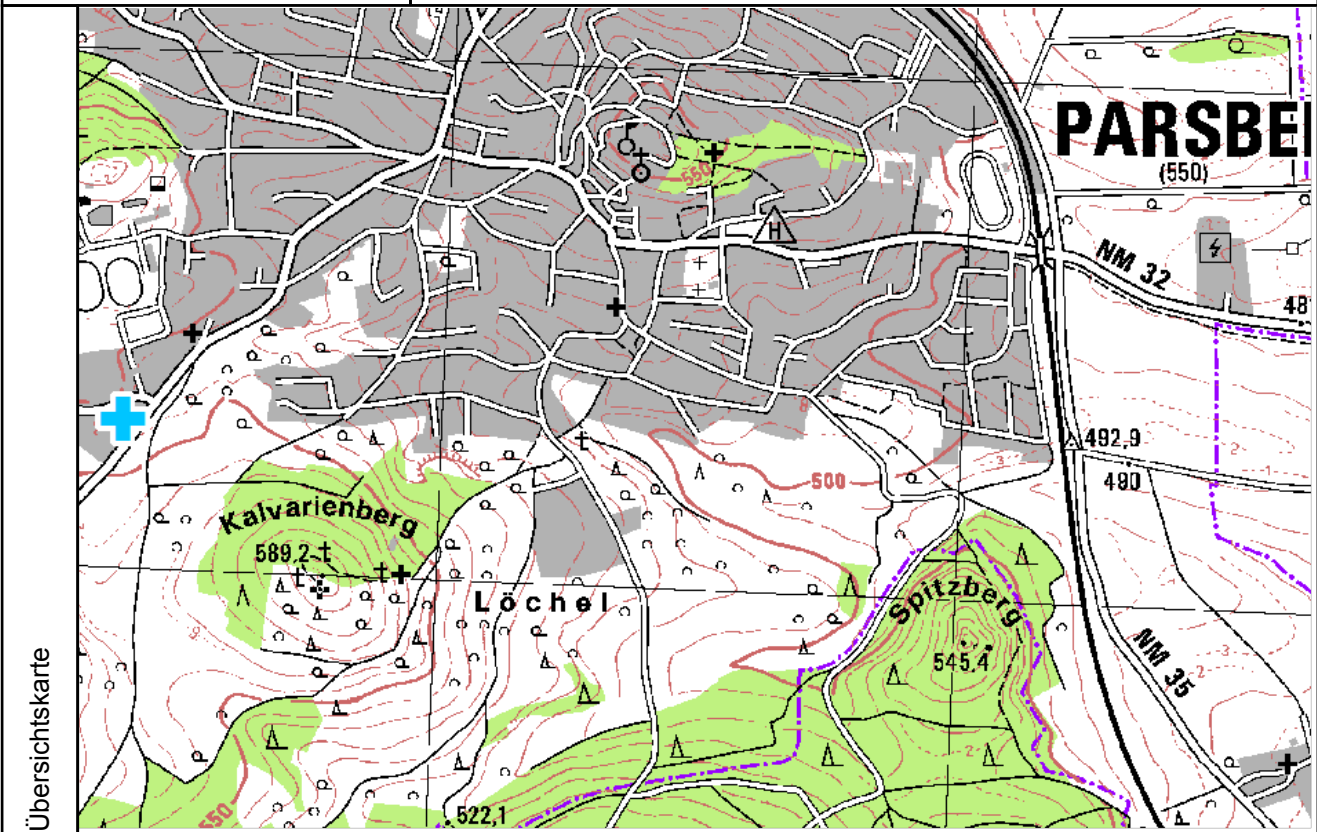 PARSBE
(550)
550
H
NM 32
48
492,9
490
500
Kalvarienberg
589,2
Löchel
Spitzberg
545,4
NM 35
550
522,1
Übersichtskarte